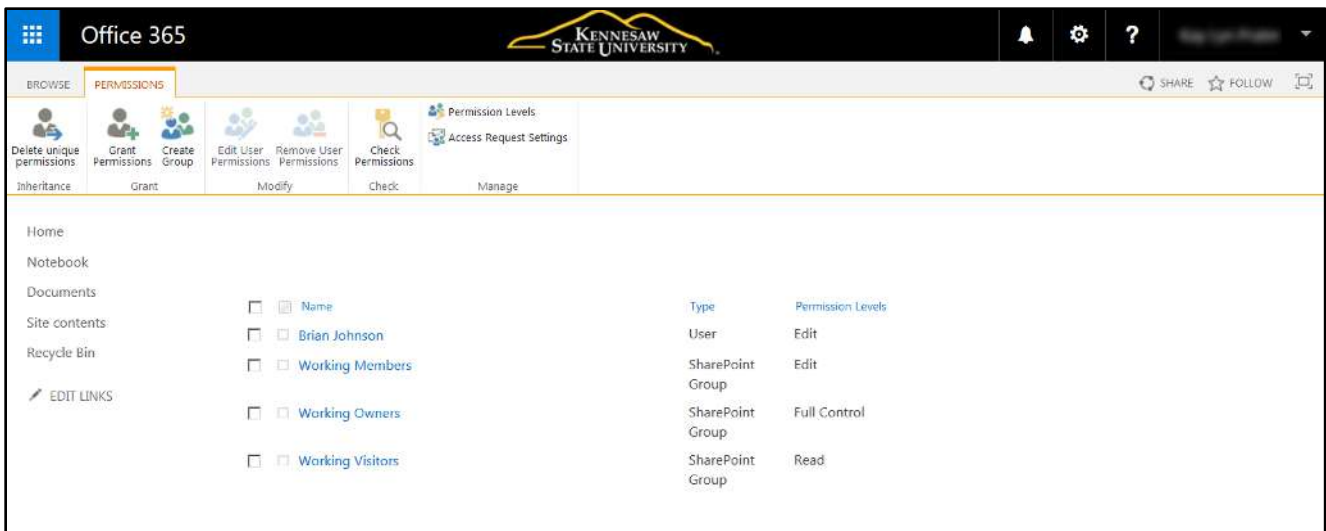 Office 365
KENNESAW
STATE UNIVERSITY
?
BROWSE PERMISSIONS SHARE FOLLOW
Permission Levels
Access Request Settings
Delete unique Grant Create Edit User Remove User Check
permissions Permissions Group Permissions Permissions Permissions
Inheritance Grant Modify Check Manage
Home
Notebook
Documents
Site contents
Recycle Bin
EDIT LINKS
Name Type Permission Levels
Brian Johnson User Edit
Working Members SharePoint Edit
Group
Working Owners SharePoint Full Control
Group
Working Visitors SharePoint Read
Group